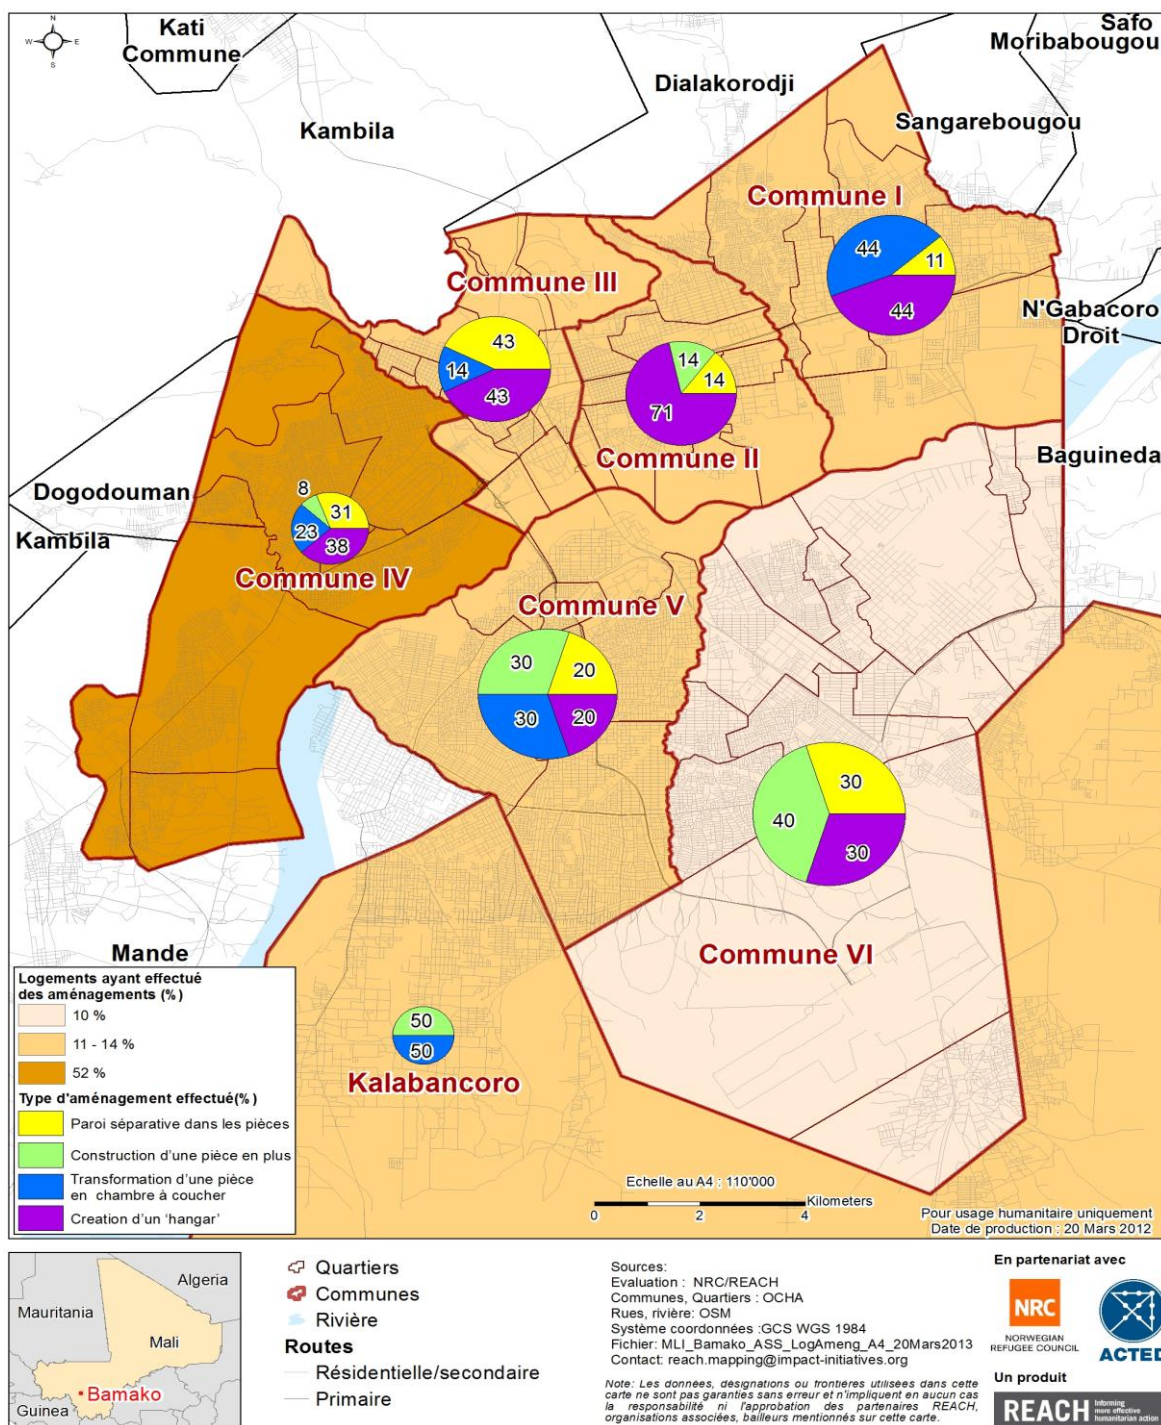 N
W E
S
Kati
Commune
Safo
Moribabougou
Dialakorodji
Kambila
Sangarebougou
Commune I
44
11
44
Commune III
43
14
43
N'Gabacoro
Droit
14
14
71
Commune II
Baguineda
Dogodouman
Kambila
8
31
23
38
Commune IV
Commune V
30
20
30
20
30
40
30
Commune VI
Mande
50
50
Kalabancoro
Logements ayant effectué
des aménagements (%)
10 %
11 - 14 %
52 %
Type d'aménagement effectué(%)
Paroi séparative dans les pièces
Construction d'une pièce en plus
Transformation d'une pièce
en chambre à coucher
Creation d'un 'hangar'
Echelle au A4 : 110'000
Kilometers
0 2 4
Pour usage humanitaire uniquement
Date de production : 20 Mars 2012
Algeria
Mauritania
Mali
Bamako
Guinea
Quartiers
Communes
Rivière
Routes
Résidentielle/secondaire
Primaire
Sources:
Evaluation : NRC/REACH
Communes, Quartiers : OCHA
Rues, rivière: OSM
Système coordonnées :GCS WGS 1984
Fichier: MLI_Bamako_ASS_LogAmeng_A4_20Mars2013
Contact: reach.mapping@impact-initiatives.org
Note: Les données, désignations ou frontières utilisées dans cette
carte ne sont pas garanties sans erreur et n'impliquent en aucun cas
la responsabilité ni l'approbation des partenaires REACH,
organisations associées, bailleurs mentionnés sur cette carte.
En partenariat avec
NRC
NORWEGIAN
REFUGEE COUNCIL
ACTED
Un produit
REACH
Informing
more effective
humanitarian action